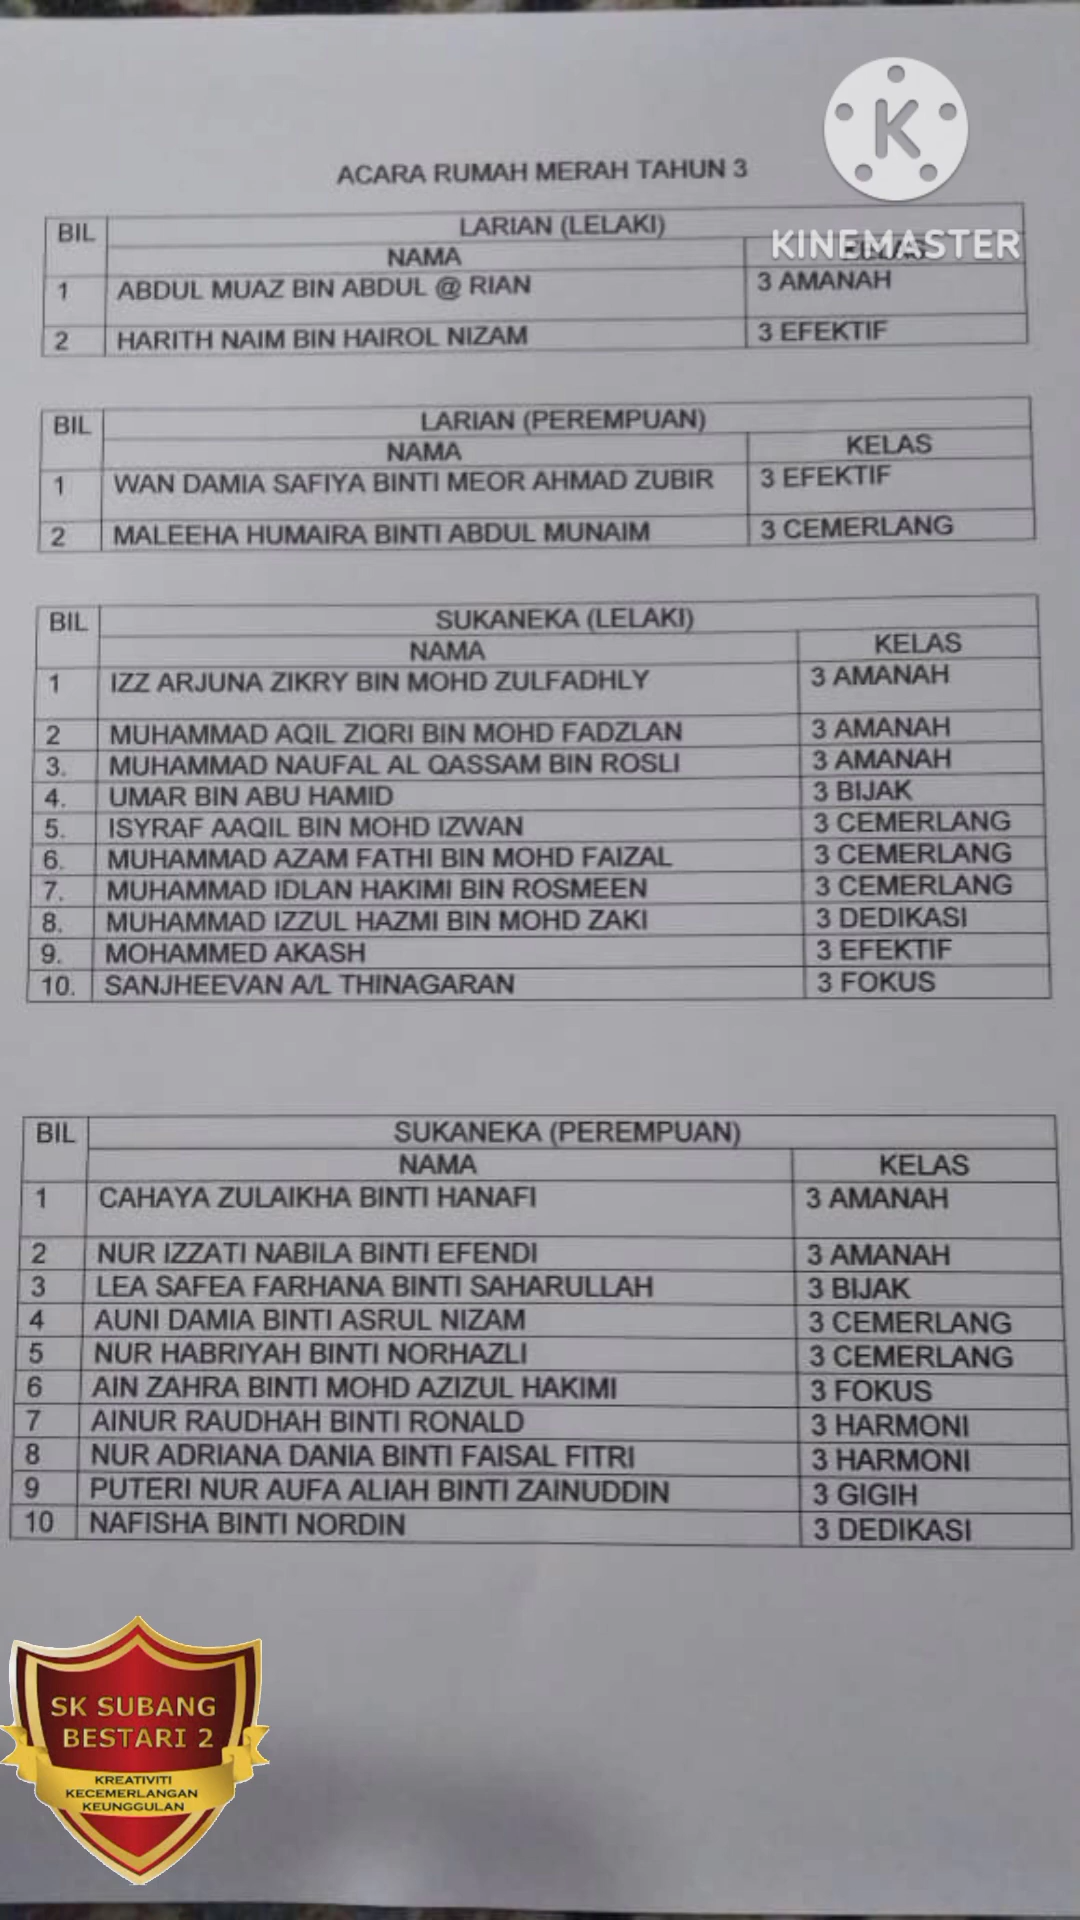 KINEMASTER
ACARA RUMAH MERAH TAHUN 3
BIL LARIAN (LELAKI)
NAMA
1 ABDUL MUAZ BIN ABDUL @ RIAN 3 AMANAH
2 HARITH NAIM BIN HAIROL NIZAM 3 EFEKTIF
BIL LARIAN (PEREMPUAN)
NAMA KELAS
1 WAN DAMIA SAFIYA BINTI MEOR AHMAD ZUBIR 3 EFEKTIF
2 MALEEHA HUMAIRA BINTI ABDUL MUNAIM 3 CEMERLANG
BIL SUKANEKA (LELAKI)
NAMA KELAS
1 IZZ ARJUNA ZIKRY BIN MOHD ZULFADHLY 3 AMANAH
2 MUHAMMAD AQIL ZIQRI BIN MOHD FADZLAN 3 AMANAH
3. MUHAMMAD NAUFAL AL QASSAM BIN ROSLI 3 AMANAH
4. UMAR BIN ABU HAMID 3 BIJAK
5. ISYRAF AAQIL BIN MOHD IZWAN 3 CEMERLANG
6. MUHAMMAD AZAM FATHI BIN MOHD FAIZAL 3 CEMERLANG
7. MUHAMMAD IDLAN HAKIMI BIN ROSMEEN 3 CEMERLANG
8. MUHAMMAD IZZUL HAZMI BIN MOHD ZAKI 3 DEDIKASI
9. MOHAMMED AKASH 3 EFEKTIF
10. SANJHEEVAN A/L THINAGARAN 3 FOKUS
BIL SUKANEKA (PEREMPUAN)
NAMA KELAS
1 CAHAYA ZULAIKHA BINTI HANAFI 3 AMANAH
2 NUR IZZATI NABILA BINTI EFENDI 3 AMANAH
3 LEA SAFEA FARHANA BINTI SAHARULLAH 3 BIJAK
4 AUNI DAMIA BINTI ASRUL NIZAM 3 CEMERLANG
5 NUR HABRIYAH BINTI NORHAZLI 3 CEMERLANG
6 AIN ZAHRA BINTI MOHD AZIZUL HAKIMI 3 FOKUS
7 AINUR RAUDHAH BINTI RONALD 3 HARMONI
8 NUR ADRIANA DANIA BINTI FAISAL FITRI 3 HARMONI
9 PUTERI NUR AUFA ALIAH BINTI ZAINUDDIN 3 GIGIH
10 NAFISHA BINTI NORDIN 3 DEDIKASI
SK SUBANG
BESTARI 2
KREATIVITI
KECEMERLANGAN
KEUNGGULAN